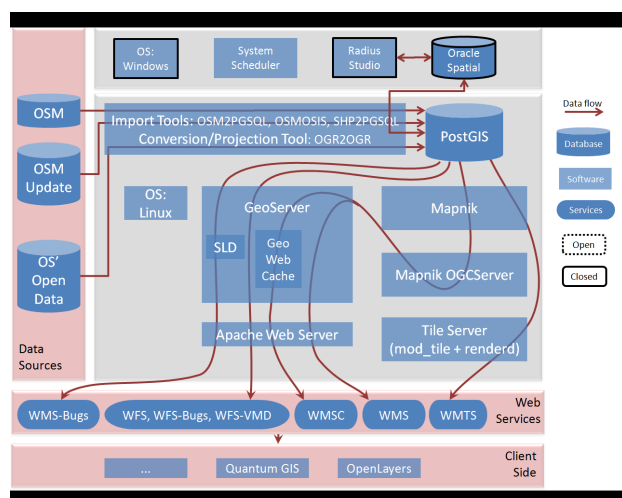 OS:
Windows
System
Scheduler
Radius
Studio
Oracle
Spatial
OSM
Import Tools: OSM2PGSQL, OSMOSIS, SHP2PGSQL
Conversion/Projection Tool: OGR2OGR
PostGIS
OSM
Update
OS'
Open
Data
Data
Sources
OS:
Linux
GeoServer
SLD
Geo
Web
Cache
Mapnik
Mapnik OGCServer
Apache Web Server
Tile Server
(mod_tile + renderd)
Data flow
Database
Software
Services
Open
Closed
WMS-Bugs
WFS, WFS-Bugs, WFS-VMD
WMSC
WMS
WMTS
Web
Services
...
Quantum GIS
OpenLayers
Client
Side